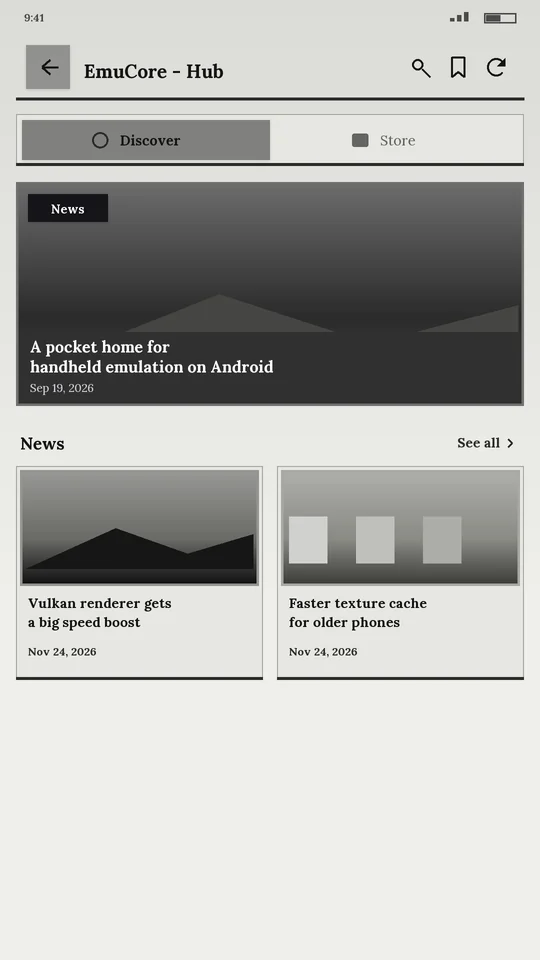 9:41
EmuCore - Hub
Discover
Store
News
A pocket home for
handheld emulation on Android
Sep 19, 2026
News
See all
Vulkan renderer gets
a big speed boost
Nov 24, 2026
Faster texture cache
for older phones
Nov 24, 2026